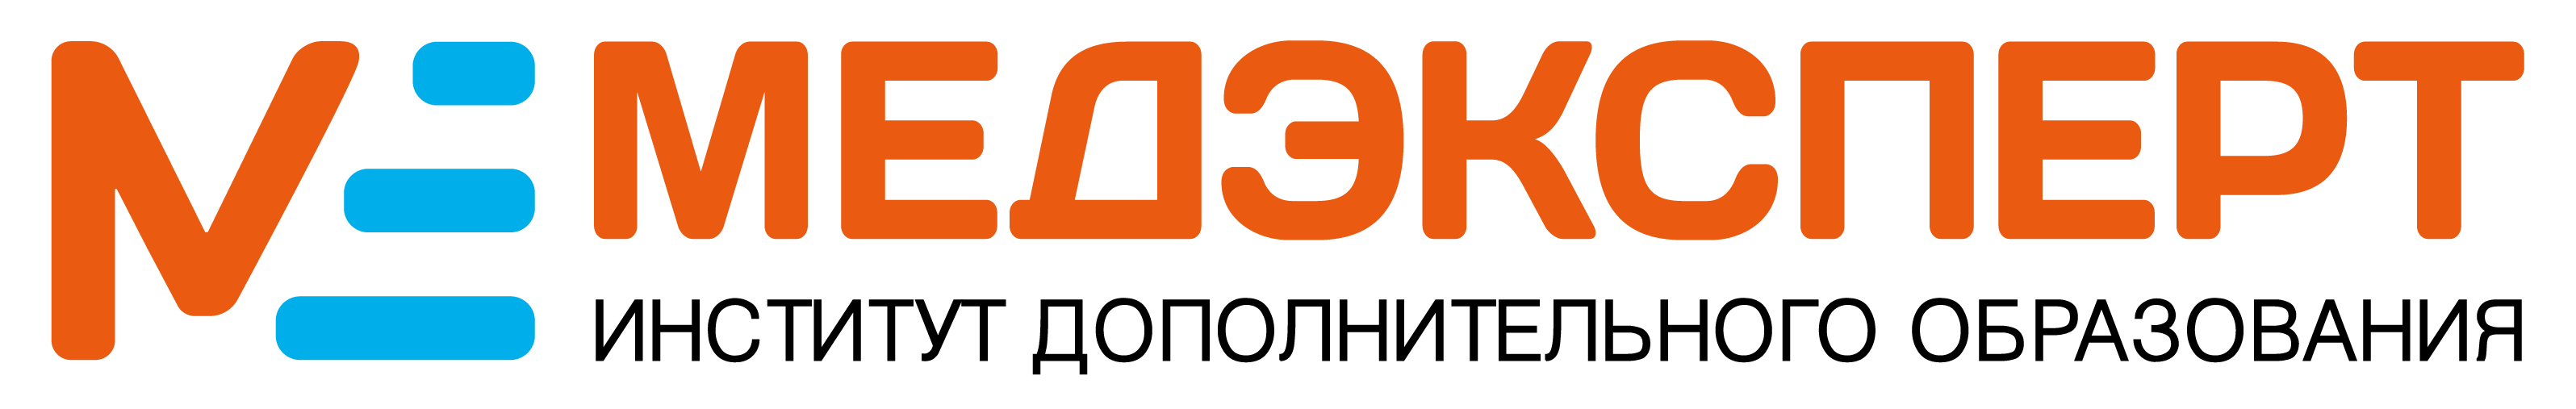 МЕДЭКСПЕРТ
ИНСТИТУТ ДОПОЛНИТЕЛЬНОГО ОБРАЗОВАНИЯ